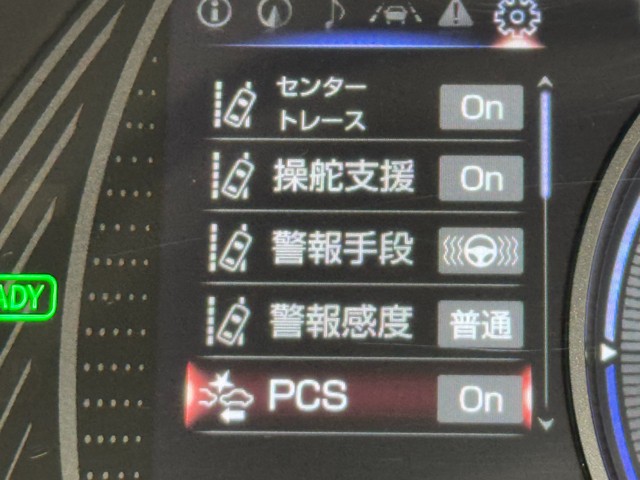 センター
トレース
On
操舵支援
On
警報手段
警報感度
普通
PCS
On
ADY